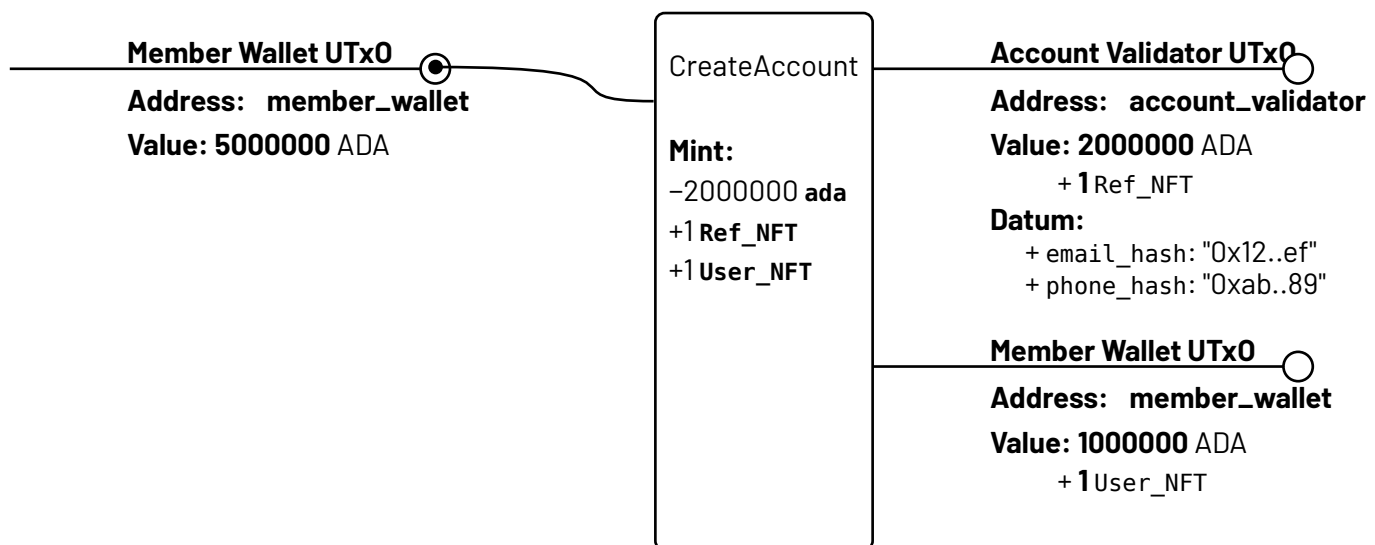 Member Wallet UTxO
Address: member_wallet
Value: 5000000 ADA
CreateAccount
Mint:
−2000000 ada
+1 Ref_NFT
+1 User_NFT
Account Validator UTxO
Address: account_validator
Value: 2000000 ADA
+ 1 Ref_NFT
Datum:
+ email_hash: "0x12..ef"
+ phone_hash: "0xab..89"
Member Wallet UTxO
Address: member_wallet
Value: 1000000 ADA
+ 1 User_NFT